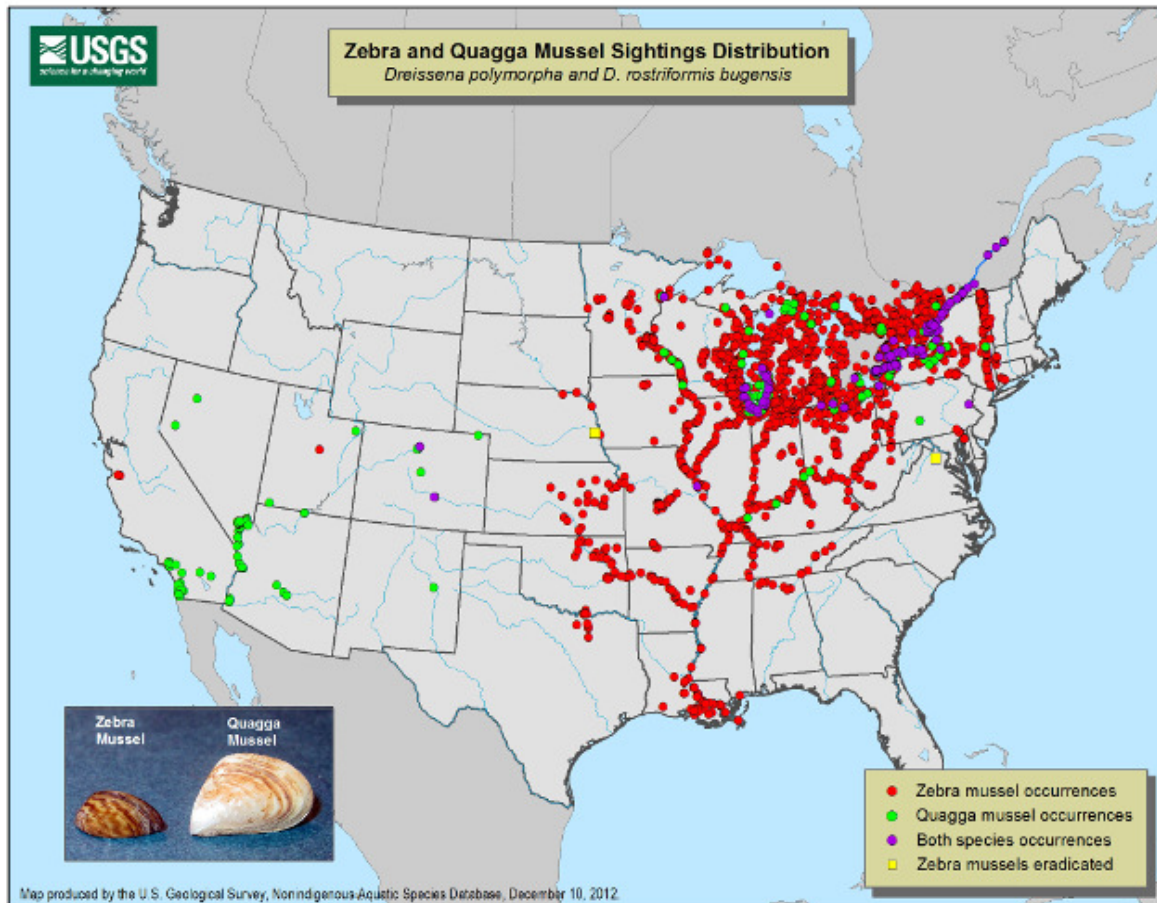 USGS
science for a changing world
Zebra and Quagga Mussel Sightings Distribution
Dreissena polymorpha and D. rostriformis bugensis
Zebra
Mussel
Quagga
Mussel
Zebra mussel occurrences
Quagga mussel occurrences
Both species occurrences
Zebra mussels eradicated
Map produced by the U.S. Geological Survey, Nonindigenous Aquatic Species Database, December 10, 2012.